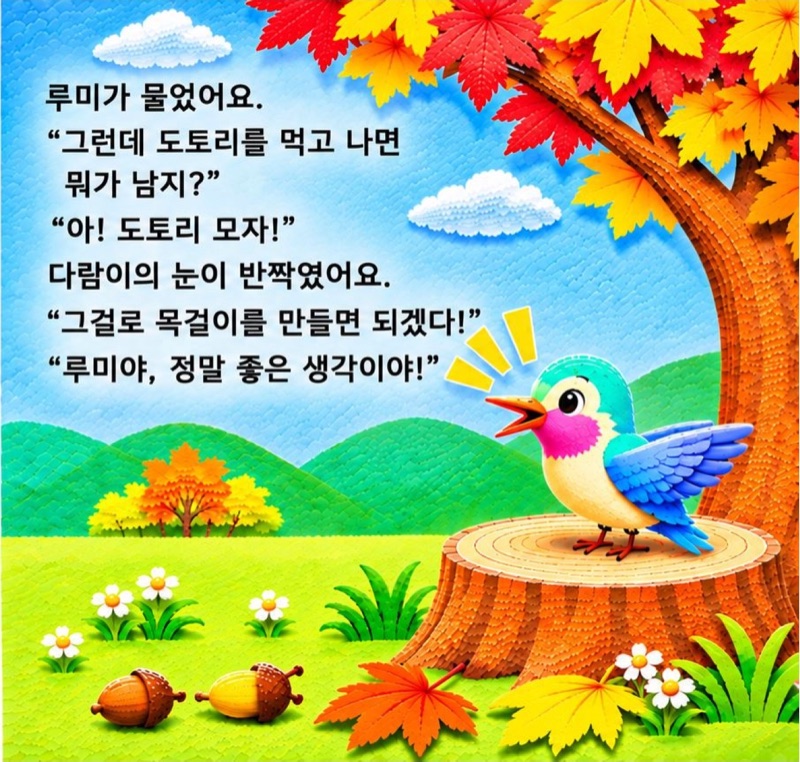 루미가 물었어요.
“그런데 도토리를 먹고 나면
뭐가 남지?”
“아! 도토리 모자!”
다람이의 눈이 반짝였어요.
“그걸로 목걸이를 만들면 되겠다!”
“루미야, 정말 좋은 생각이야!”